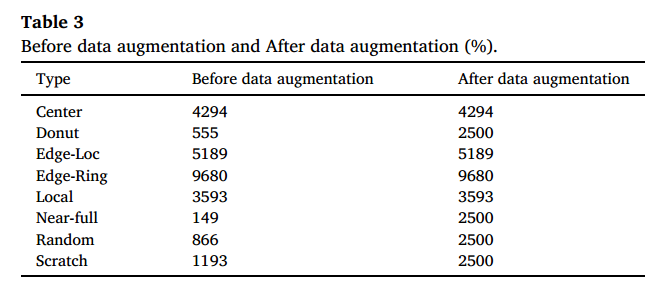 Table 3
Before data augmentation and After data augmentation (%).
Type Before data augmentation After data augmentation
Center 4294 4294
Donut 555 2500
Edge-Loc 5189 5189
Edge-Ring 9680 9680
Local 3593 3593
Near-full 149 2500
Random 866 2500
Scratch 1193 2500